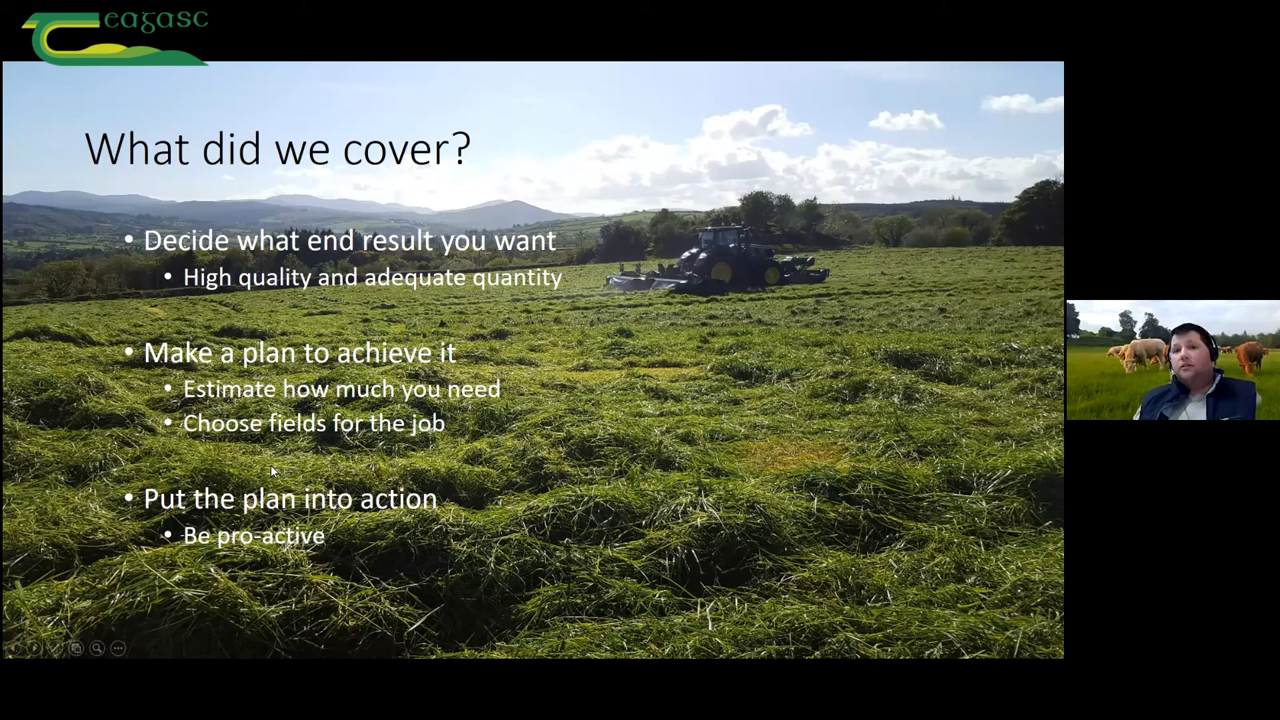 Teagasc
What did we cover?
• Decide what end result you want
• High quality and adequate quantity
• Make a plan to achieve it
• Estimate how much you need
• Choose fields for the job
• Put the plan into action
• Be pro-active